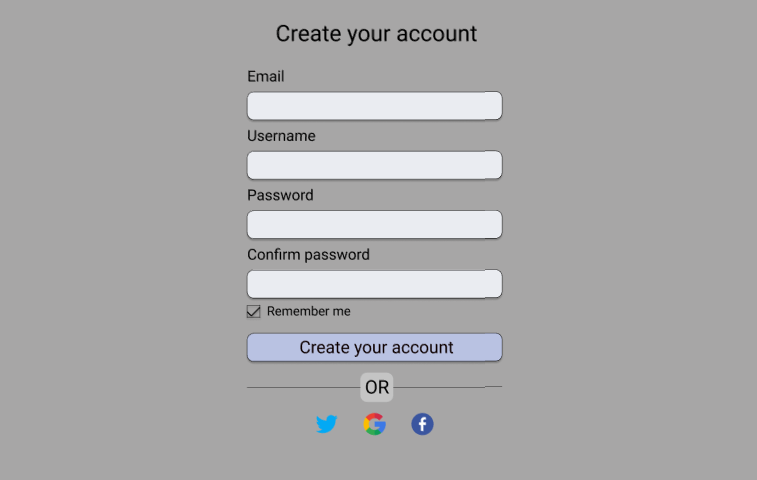 Create your account
Email
Username
Password
Confirm password
Remember me
Create your account
OR